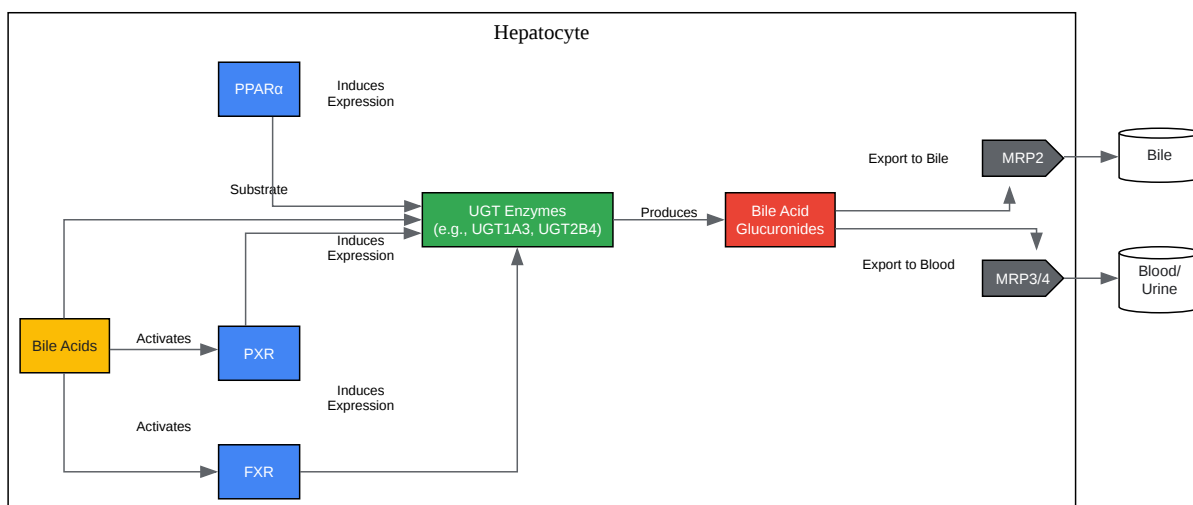 Hepatocyte
PPARα
Induces
Expression
MRP2
Export to Bile
Bile
Substrate
UGT Enzymes
(e.g., UGT1A3, UGT2B4)
Produces
Bile Acid
Glucuronides
Induces
Expression
Export to Blood
MRP3/4
Blood/
Urine
Bile Acids
Activates
PXR
Induces
Expression
Activates
FXR